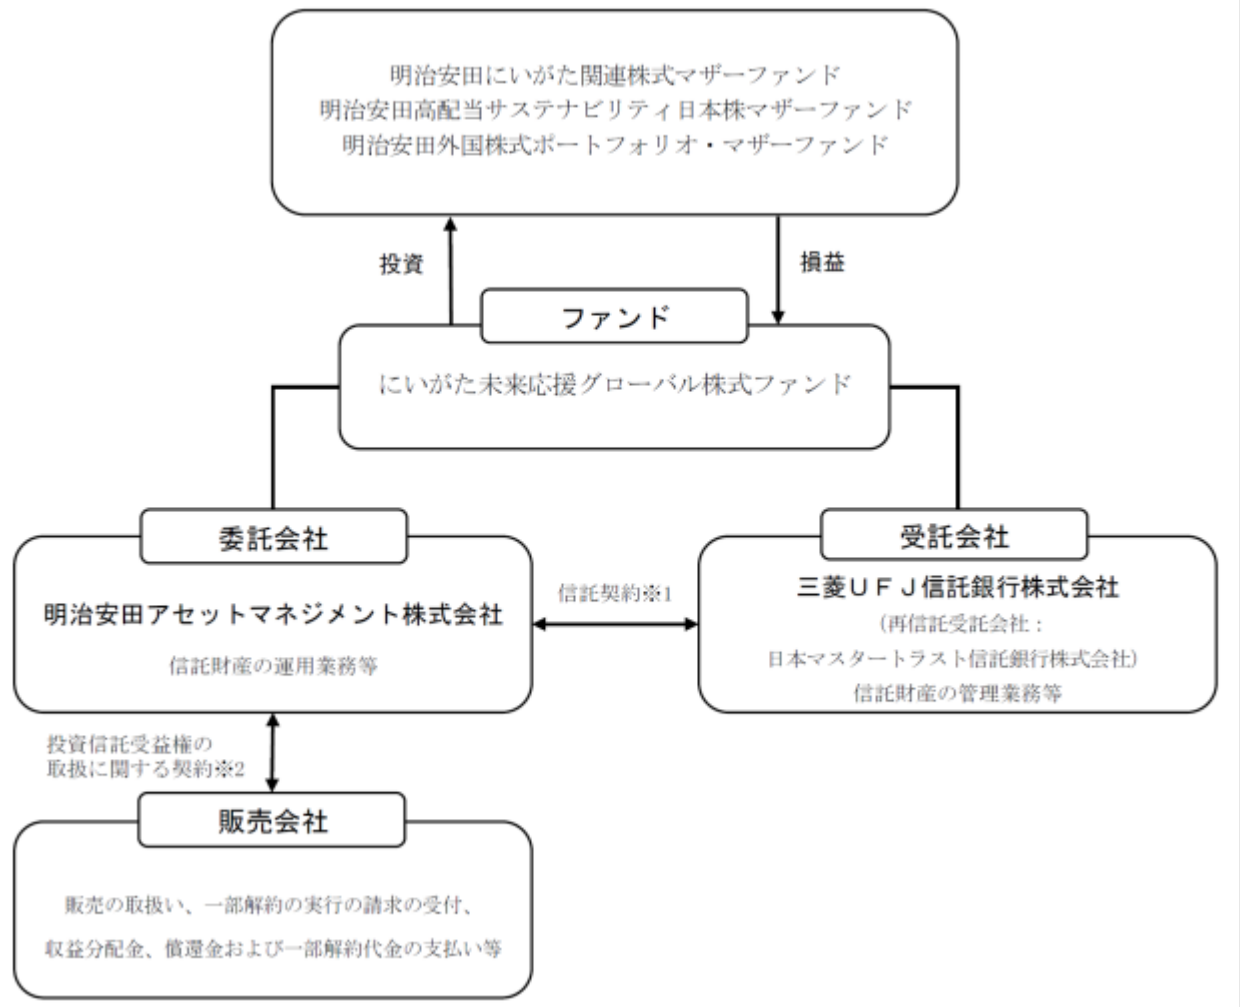 明治安田にいがた関連株式マザーファンド
明治安田高配当サステナビリティ日本株マザーファンド
明治安田外国株式ポートフォリオ・マザーファンド
投資
損益
ファンド
にいがた未来応援グローバル株式ファンド
委託会社
明治安田アセットマネジメント株式会社
信託財産の運用業務等
信託契約※1
受託会社
三菱ＵＦＪ信託銀行株式会社
（再信託受託会社：
日本マスタートラスト信託銀行株式会社）
信託財産の管理業務等
投資信託受益権の
取扱に関する契約※2
販売会社
販売の取扱い、一部解約の実行の請求の受付、
収益分配金、償還金および一部解約代金の支払い等